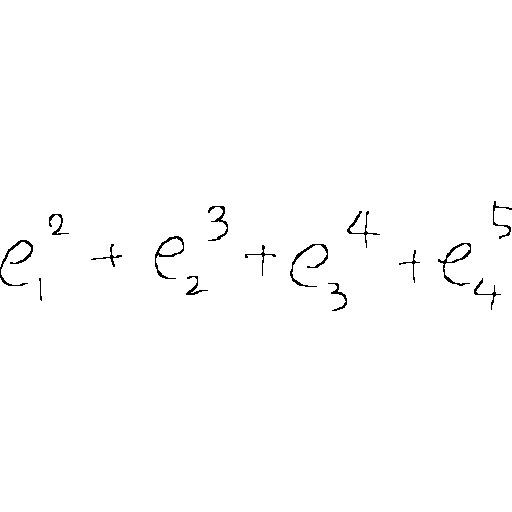 e_1^2 + e_2^3 + e_3^4 + e_4^5